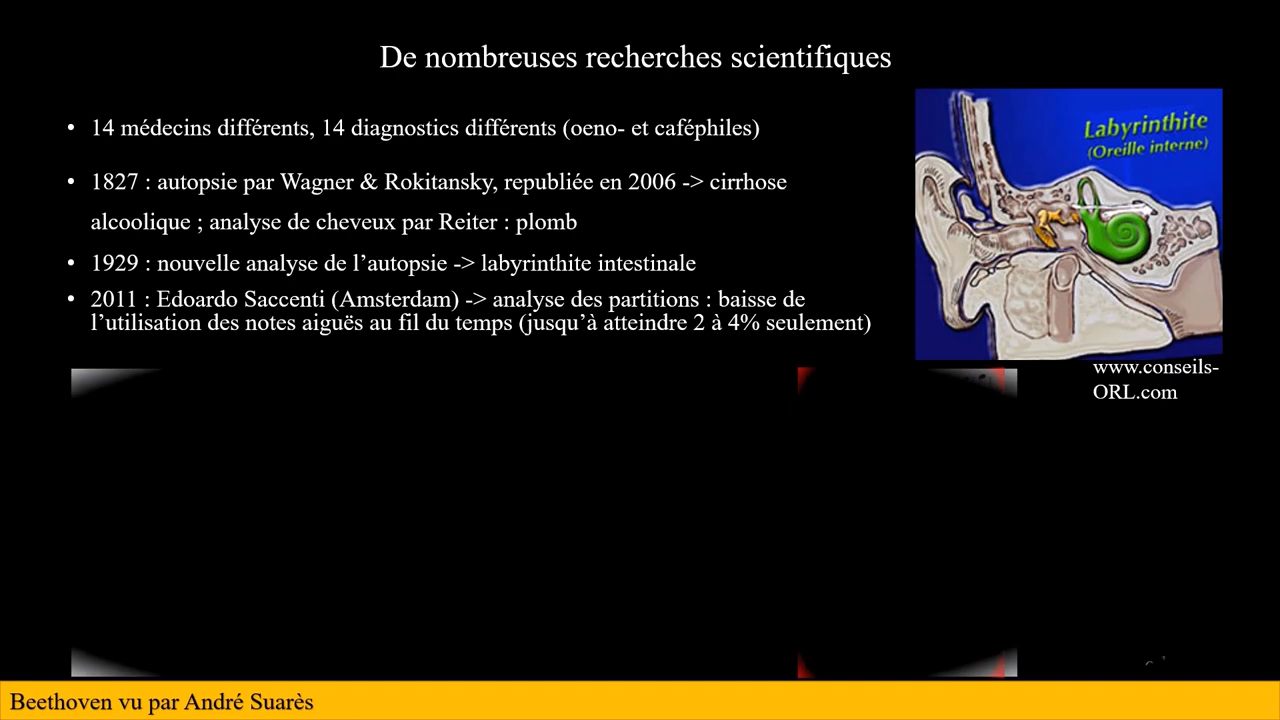 De nombreuses recherches scientifiques
• 14 médecins différents, 14 diagnostics différents (oeno- et caféphiles)
• 1827 : autopsie par Wagner & Rokitansky, republiée en 2006 -> cirrhose
alcoolique ; analyse de cheveux par Reiter : plomb
• 1929 : nouvelle analyse de l’autopsie -> labyrinthite intestinale
• 2011 : Edoardo Saccenti (Amsterdam) -> analyse des partitions : baisse de
l’utilisation des notes aiguës au fil du temps (jusqu’à atteindre 2 à 4% seulement)
Labyrinthite
(Oreille interne)
www.conseils-
ORL.com
Beethoven vu par André Suarès